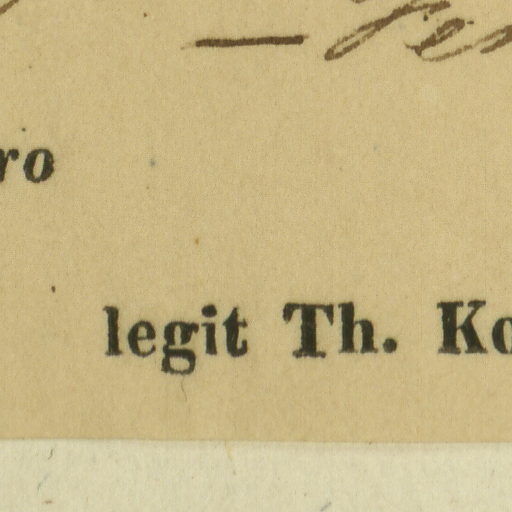 ro
legit Th. Ko